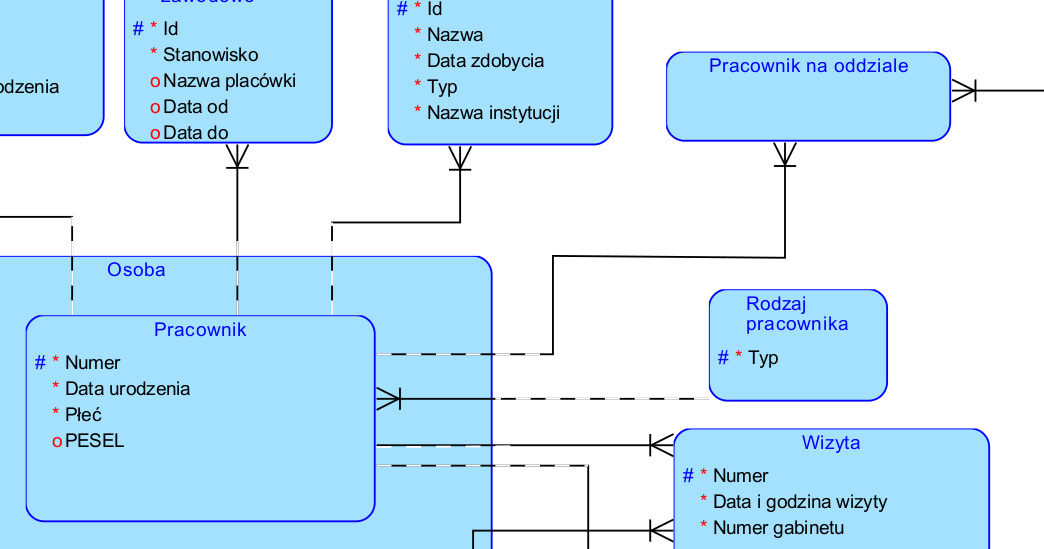 odzenia
zawodowe
# * Id
* Stanowisko
o Nazwa placówki
o Data od
o Data do
# * Id
* Nazwa
* Data zdobycia
* Typ
* Nazwa instytucji
Pracownik na oddziale
Osoba
Pracownik
# * Numer
* Data urodzenia
* Płeć
o PESEL
Rodzaj
pracownika
# * Typ
Wizyta
# * Numer
* Data i godzina wizyty
* Numer gabinetu